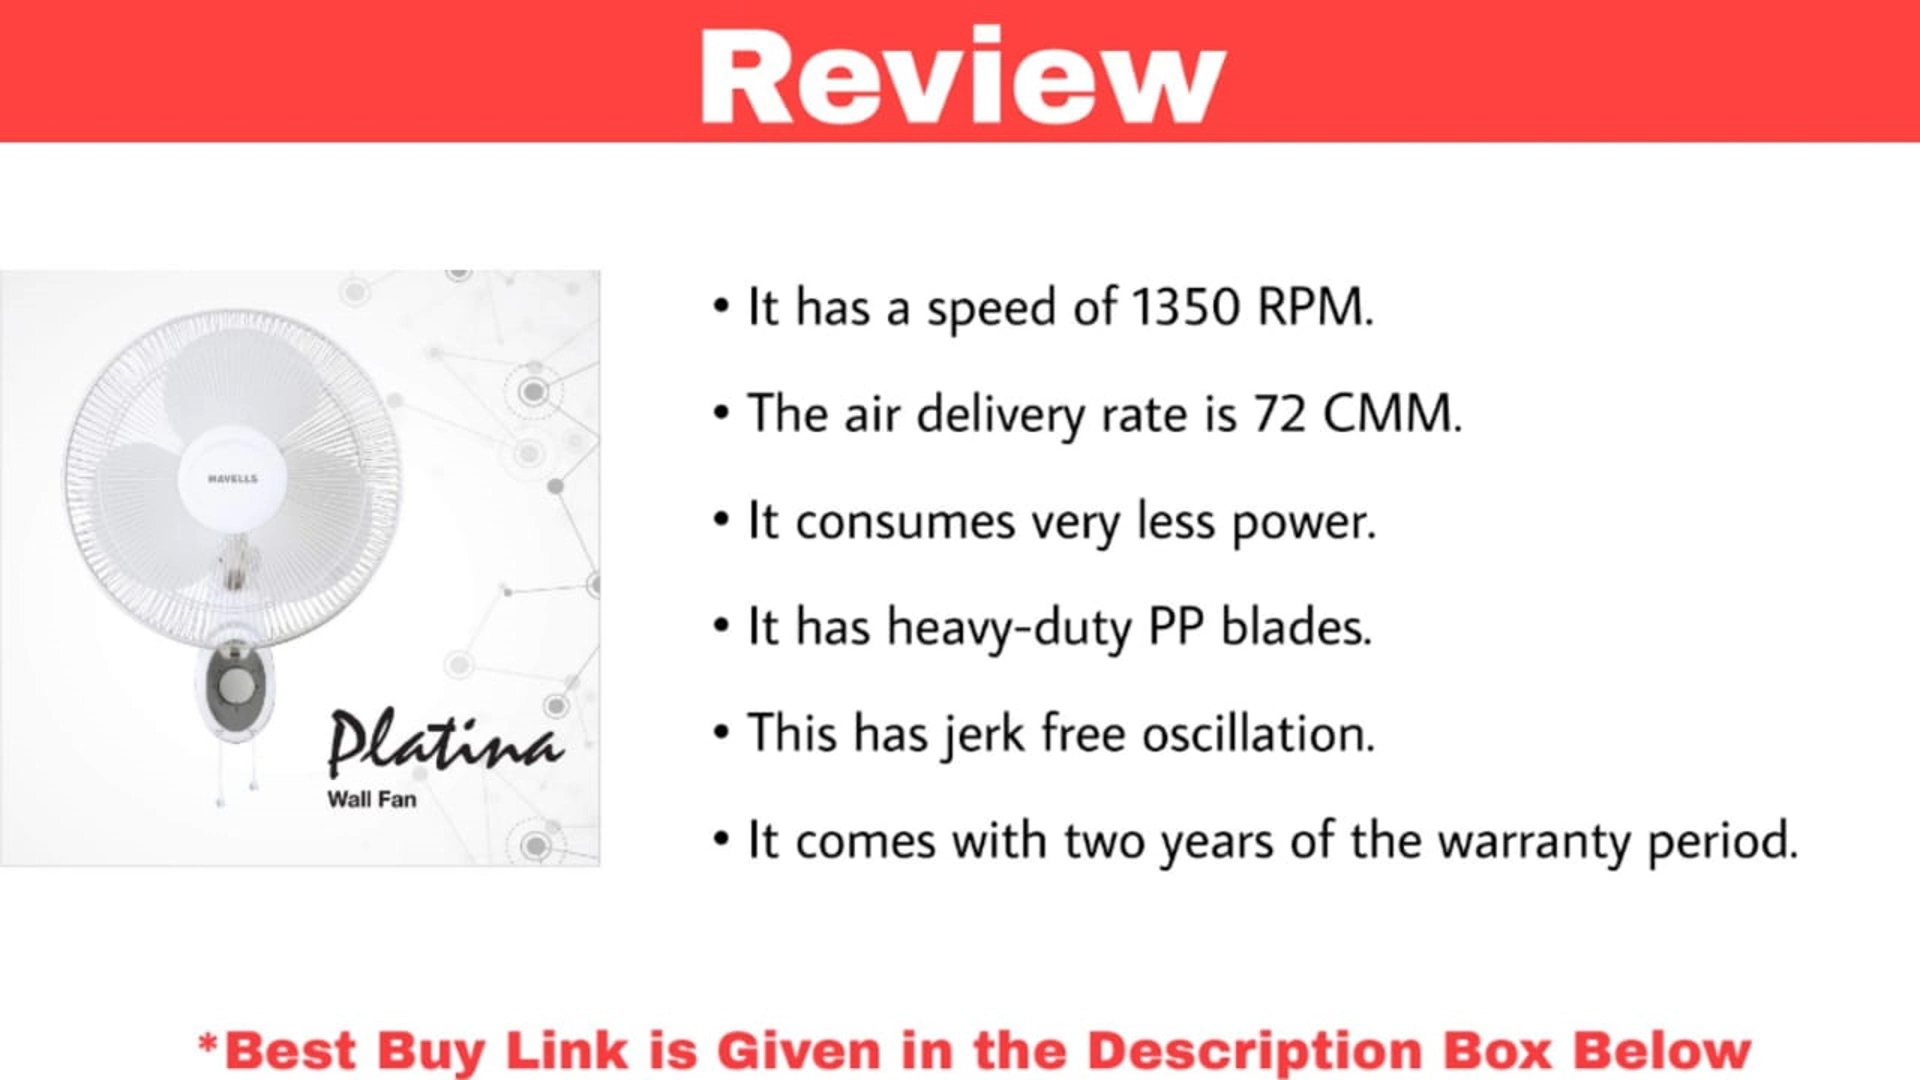 Review
HAVELLS
Platina
Wall Fan
• It has a speed of 1350 RPM.
• The air delivery rate is 72 CMM.
• It consumes very less power.
• It has heavy-duty PP blades.
• This has jerk free oscillation.
• It comes with two years of the warranty period.
*Best Buy Link is Given in the Description Box Below